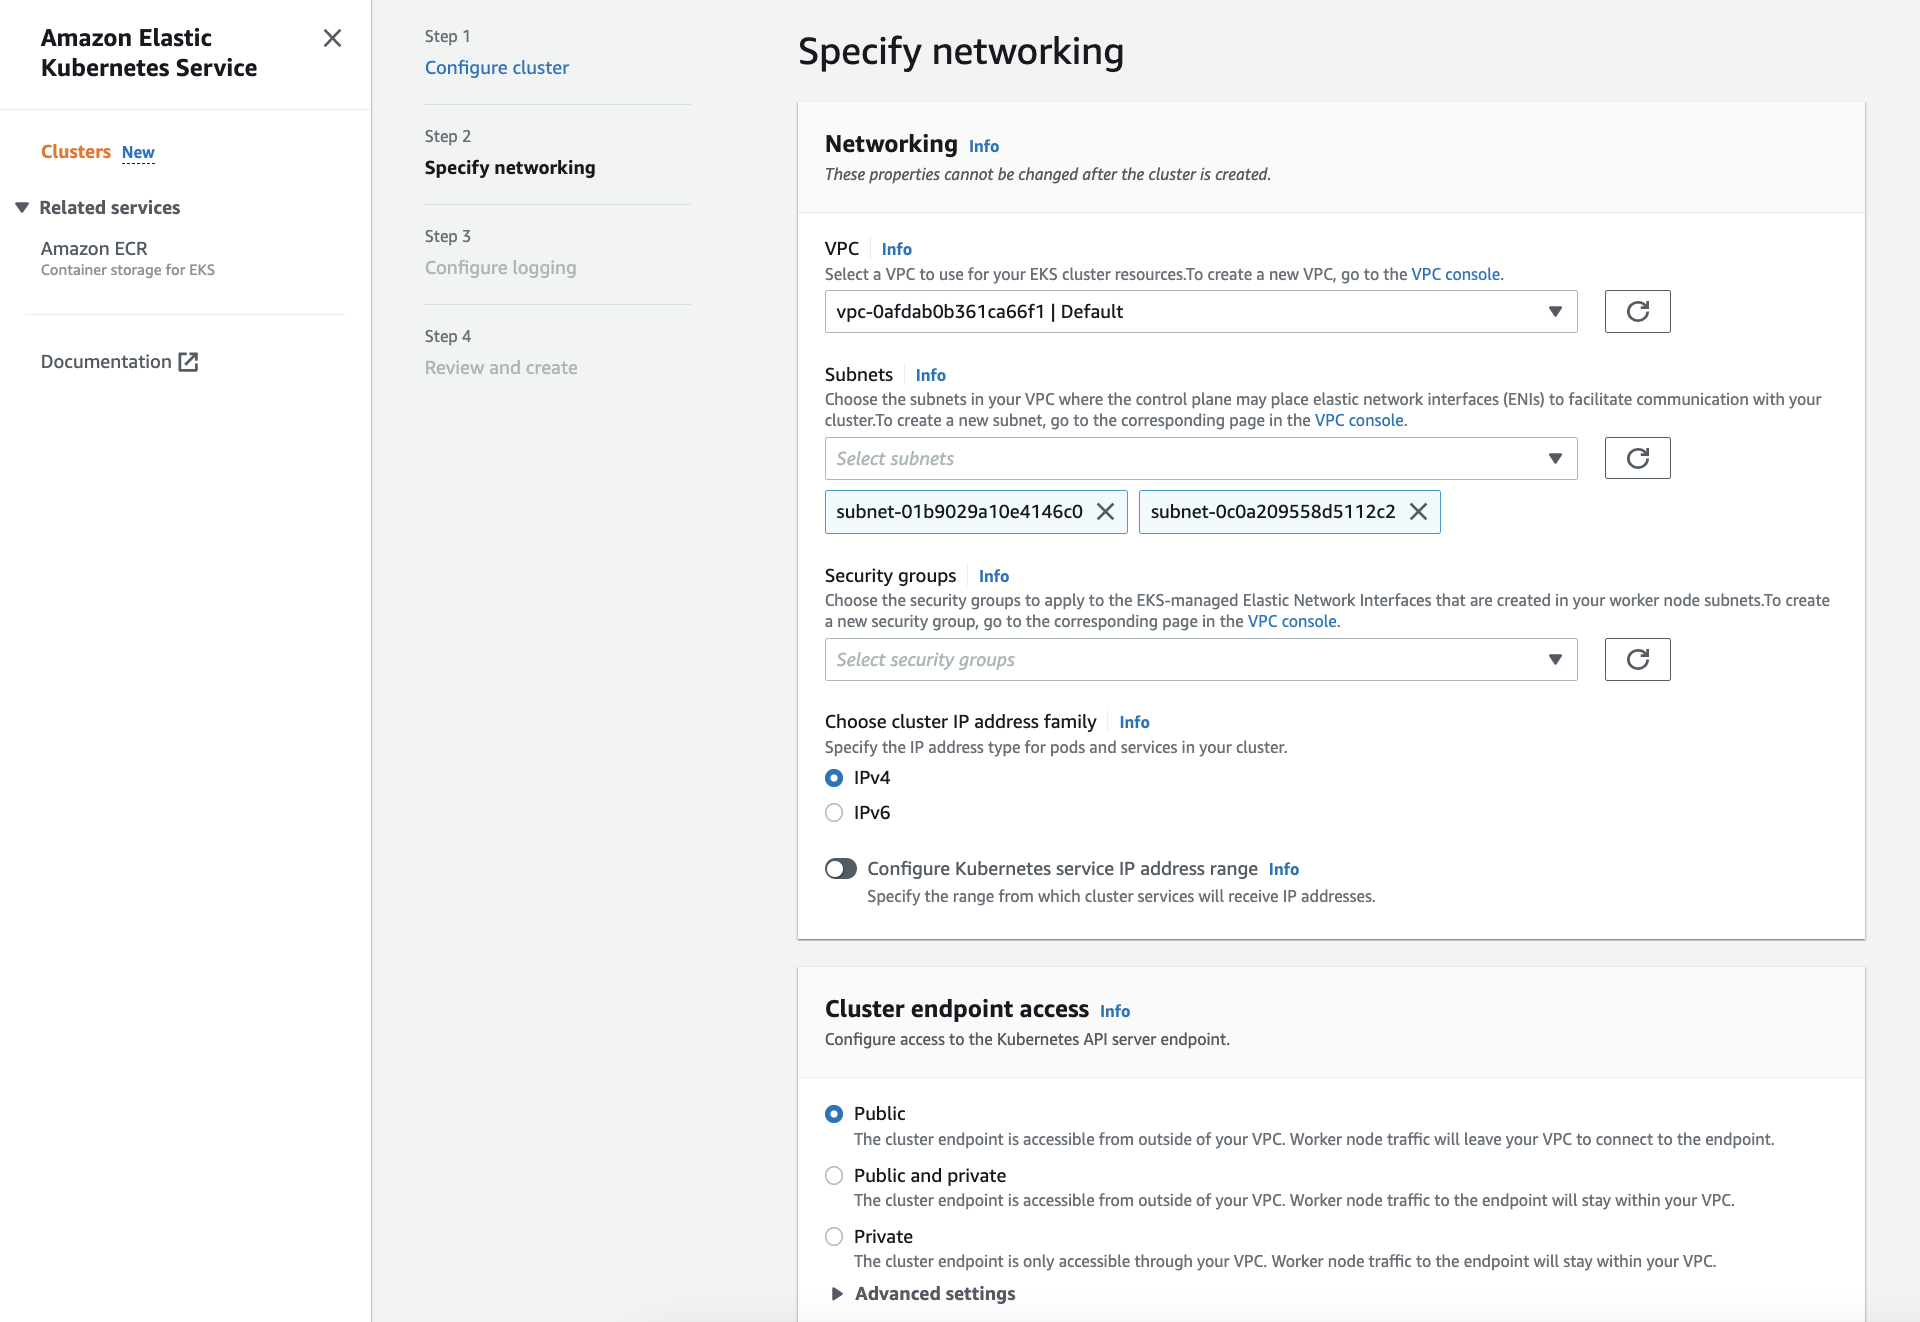 Amazon Elastic
Kubernetes Service
Clusters New
Related services
Amazon ECR
Container storage for EKS
Documentation
Step 1
Configure cluster
Step 2
Specify networking
Step 3
Configure logging
Step 4
Review and create
Specify networking
Networking Info
These properties cannot be changed after the cluster is created.
VPC Info
Select a VPC to use for your EKS cluster resources.To create a new VPC, go to the VPC console.
vpc-0afdab0b361ca66f1 | Default
Subnets Info
Choose the subnets in your VPC where the control plane may place elastic network interfaces (ENIs) to facilitate communication with your
cluster.To create a new subnet, go to the corresponding page in the VPC console.
Select subnets
subnet-01b9029a10e4146c0 subnet-0c0a209558d5112c2
Security groups Info
Choose the security groups to apply to the EKS-managed Elastic Network Interfaces that are created in your worker node subnets.To create
a new security group, go to the corresponding page in the VPC console.
Select security groups
Choose cluster IP address family Info
Specify the IP address type for pods and services in your cluster.
IPv4
IPv6
Configure Kubernetes service IP address range Info
Specify the range from which cluster services will receive IP addresses.
Cluster endpoint access Info
Configure access to the Kubernetes API server endpoint.
Public
The cluster endpoint is accessible from outside of your VPC. Worker node traffic will leave your VPC to connect to the endpoint.
Public and private
The cluster endpoint is accessible from outside of your VPC. Worker node traffic to the endpoint will stay within your VPC.
Private
The cluster endpoint is only accessible through your VPC. Worker node traffic to the endpoint will stay within your VPC.
Advanced settings